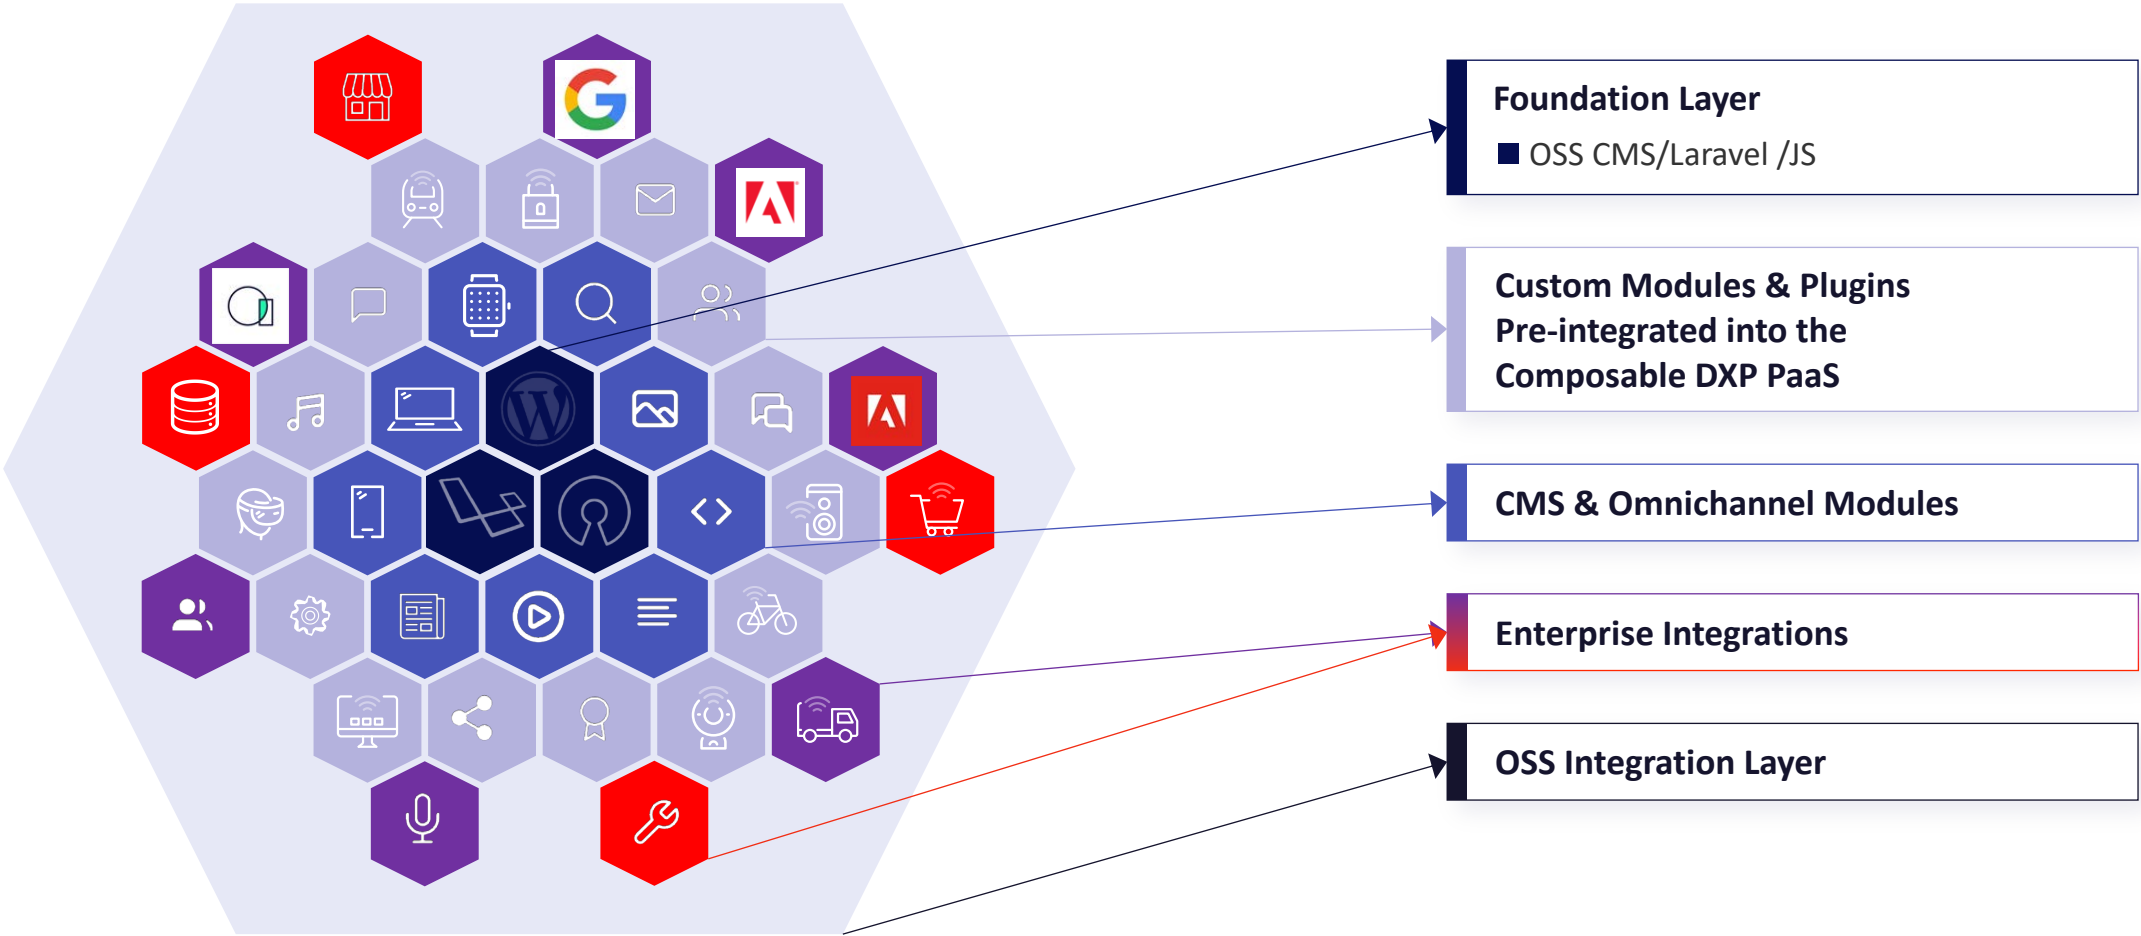 Foundation Layer
OSS CMS/Laravel /JS
Custom Modules & Plugins
Pre-integrated into the
Composable DXP PaaS
CMS & Omnichannel Modules
Enterprise Integrations
OSS Integration Layer